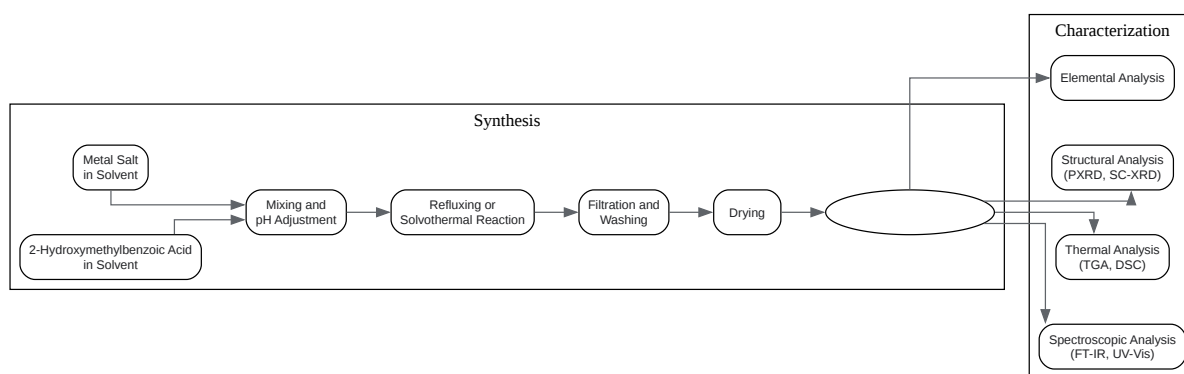 Characterization
Elemental Analysis
Synthesis
Metal Salt
in Solvent
Structural Analysis
(PXRD, SC-XRD)
Mixing and
pH Adjustment
Refluxing or
Solvothermal Reaction
Filtration and
Washing
Drying
2-Hydroxymethylbenzoic Acid
in Solvent
Thermal Analysis
(TGA, DSC)
Spectroscopic Analysis
(FT-IR, UV-Vis)